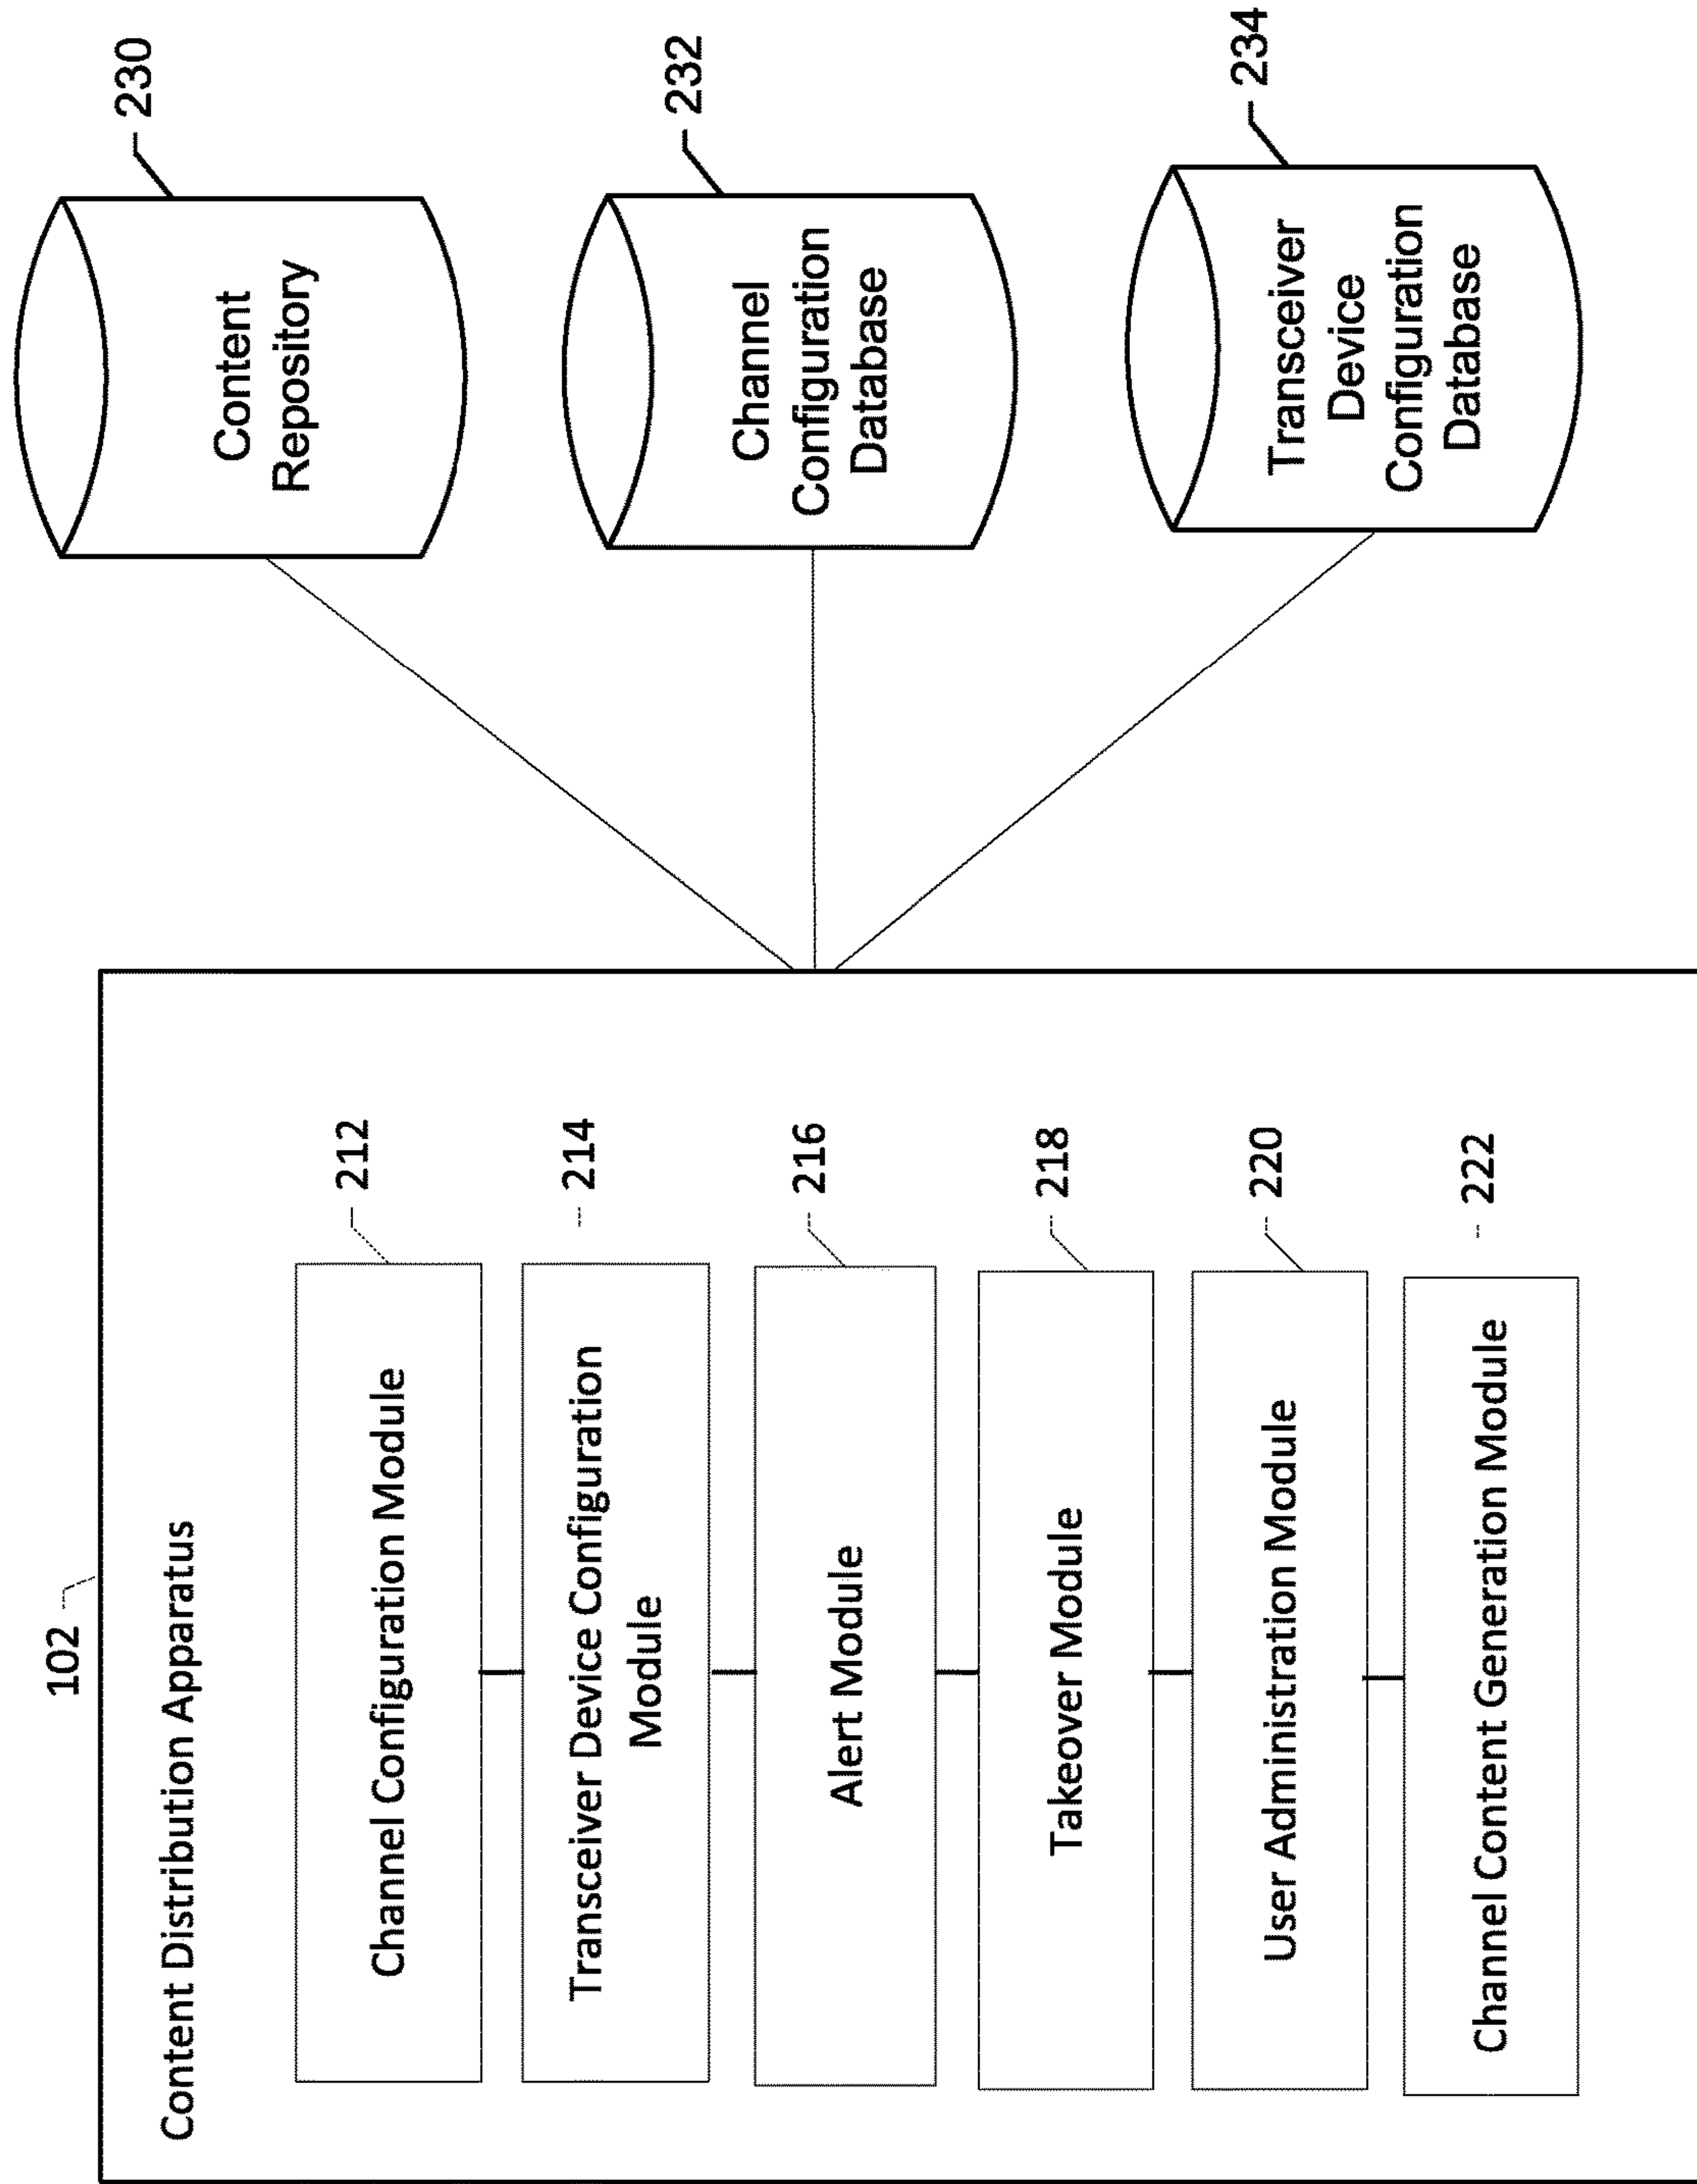 102
Content Distribution Apparatus
Channel Configuration Module
212
Transceiver Device Configuration
Module
214
Alert Module
216
Takeover Module
218
User Administration Module
220
Channel Content Generation Module
222
Content
Repository
230
Channel
Configuration
Database
232
Transceiver
Device
Configuration
Database
234